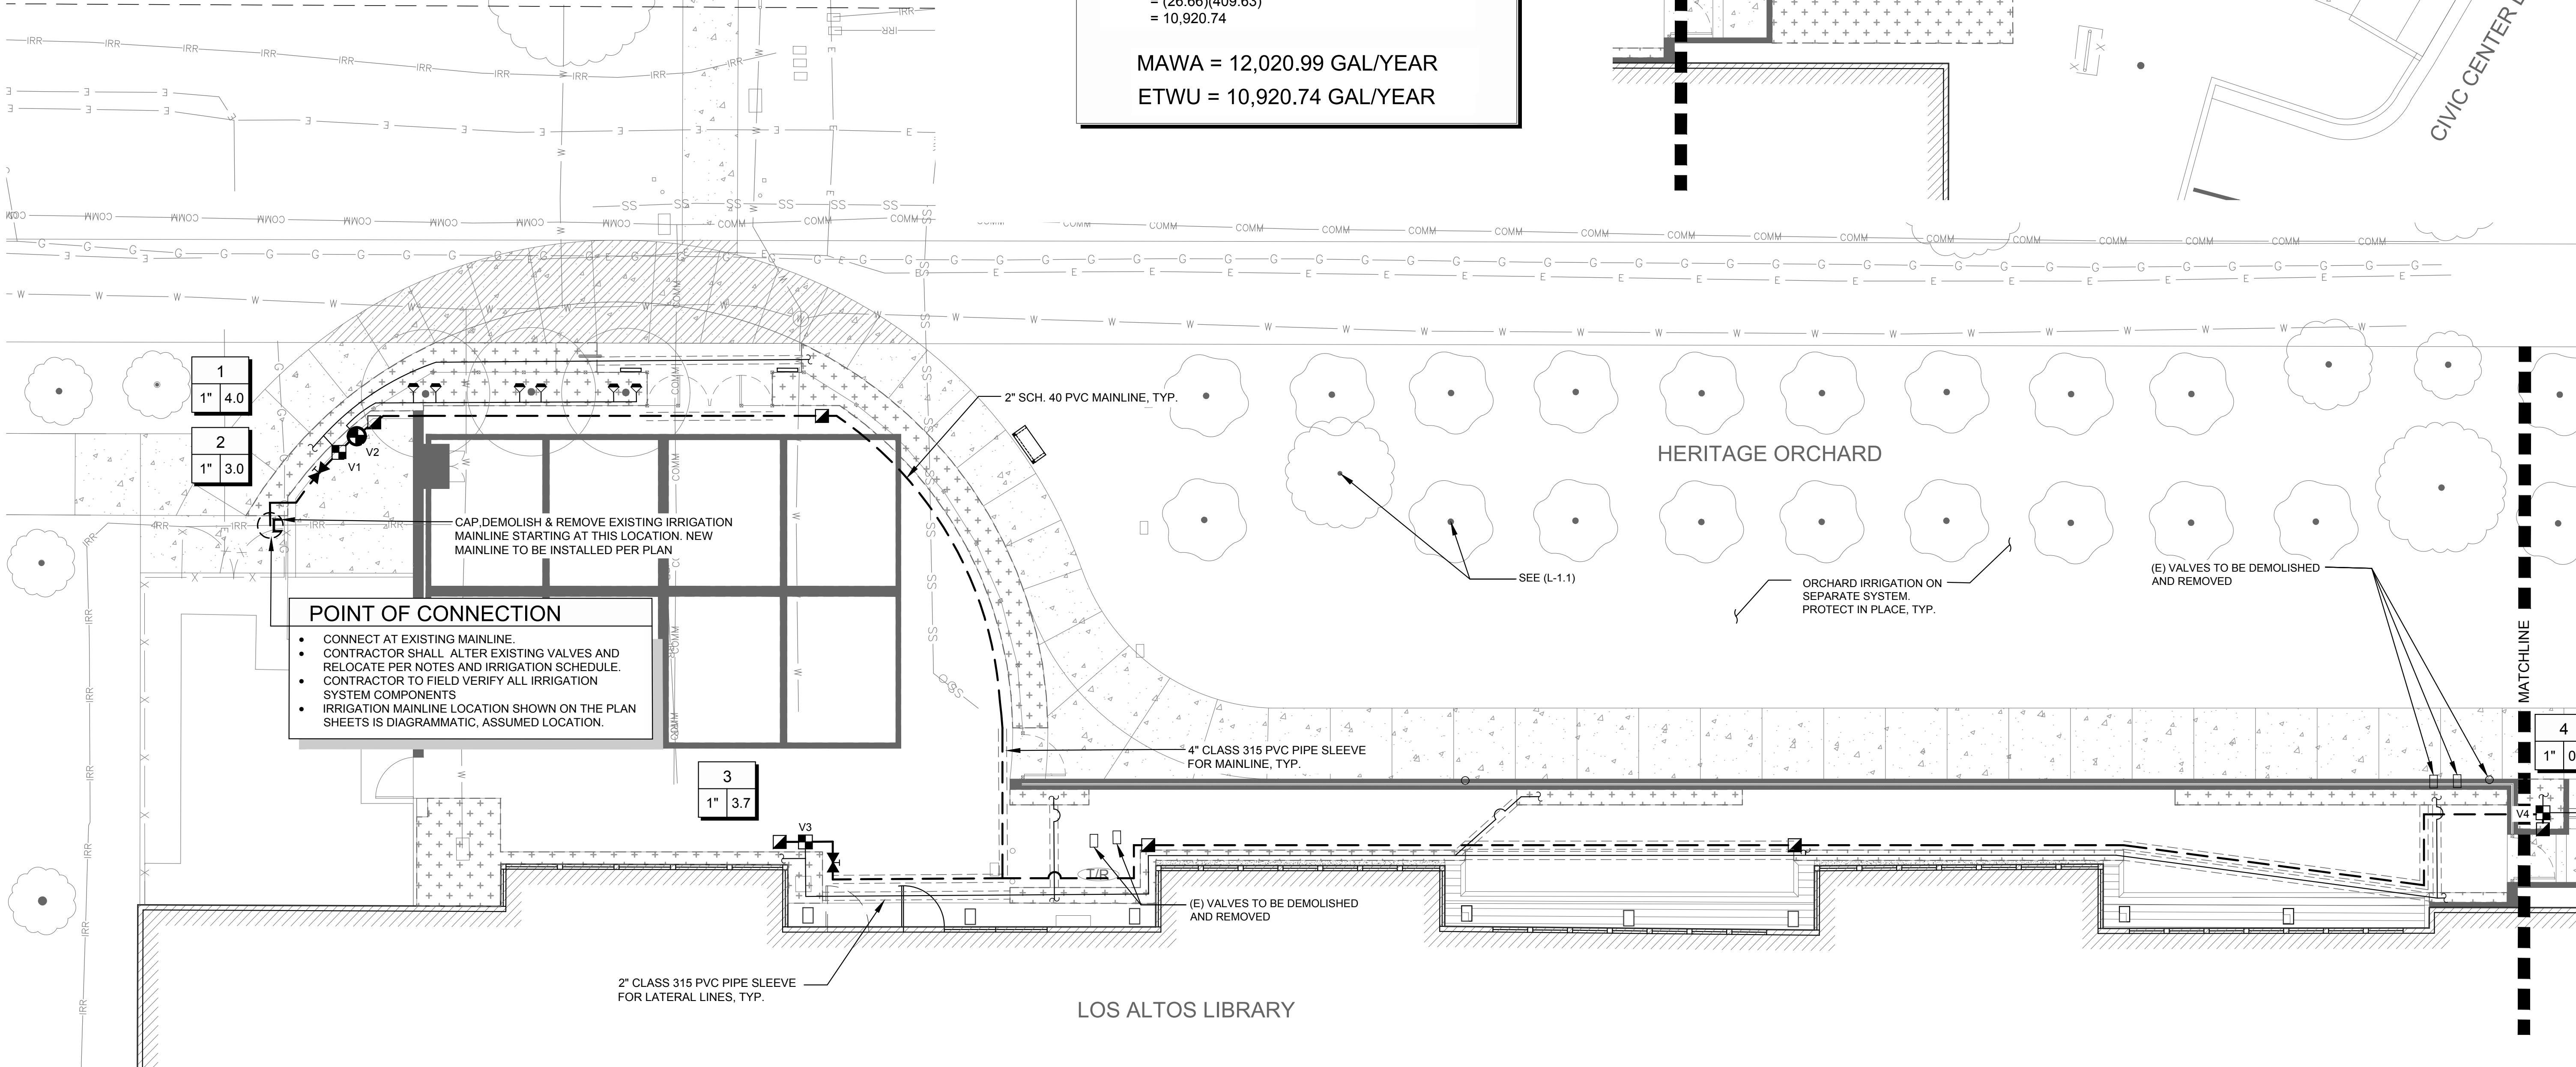 = (26.66)(409.63)
= 10,920.74
MAWA = 12,020.99 GAL/YEAR
ETWU = 10,920.74 GAL/YEAR
CIVIC CENTER
1
1" 4.0
2
1" 3.0
V1
V2
2" SCH. 40 PVC MAINLINE, TYP.
HERITAGE ORCHARD
CAP,DEMOLISH & REMOVE EXISTING IRRIGATION
MAINLINE STARTING AT THIS LOCATION. NEW
MAINLINE TO BE INSTALLED PER PLAN
SEE (L-1.1)
ORCHARD IRRIGATION ON
SEPARATE SYSTEM.
PROTECT IN PLACE, TYP.
(E) VALVES TO BE DEMOLISHED
AND REMOVED
MATCHLINE
POINT OF CONNECTION
• CONNECT AT EXISTING MAINLINE.
• CONTRACTOR SHALL ALTER EXISTING VALVES AND
RELOCATE PER NOTES AND IRRIGATION SCHEDULE.
• CONTRACTOR TO FIELD VERIFY ALL IRRIGATION
SYSTEM COMPONENTS
• IRRIGATION MAINLINE LOCATION SHOWN ON THE PLAN
SHEETS IS DIAGRAMMATIC, ASSUMED LOCATION.
4" CLASS 315 PVC PIPE SLEEVE
FOR MAINLINE, TYP.
3
1" 3.7
4
1" 0
V3
V4
(E) VALVES TO BE DEMOLISHED
AND REMOVED
2" CLASS 315 PVC PIPE SLEEVE
FOR LATERAL LINES, TYP.
LOS ALTOS LIBRARY